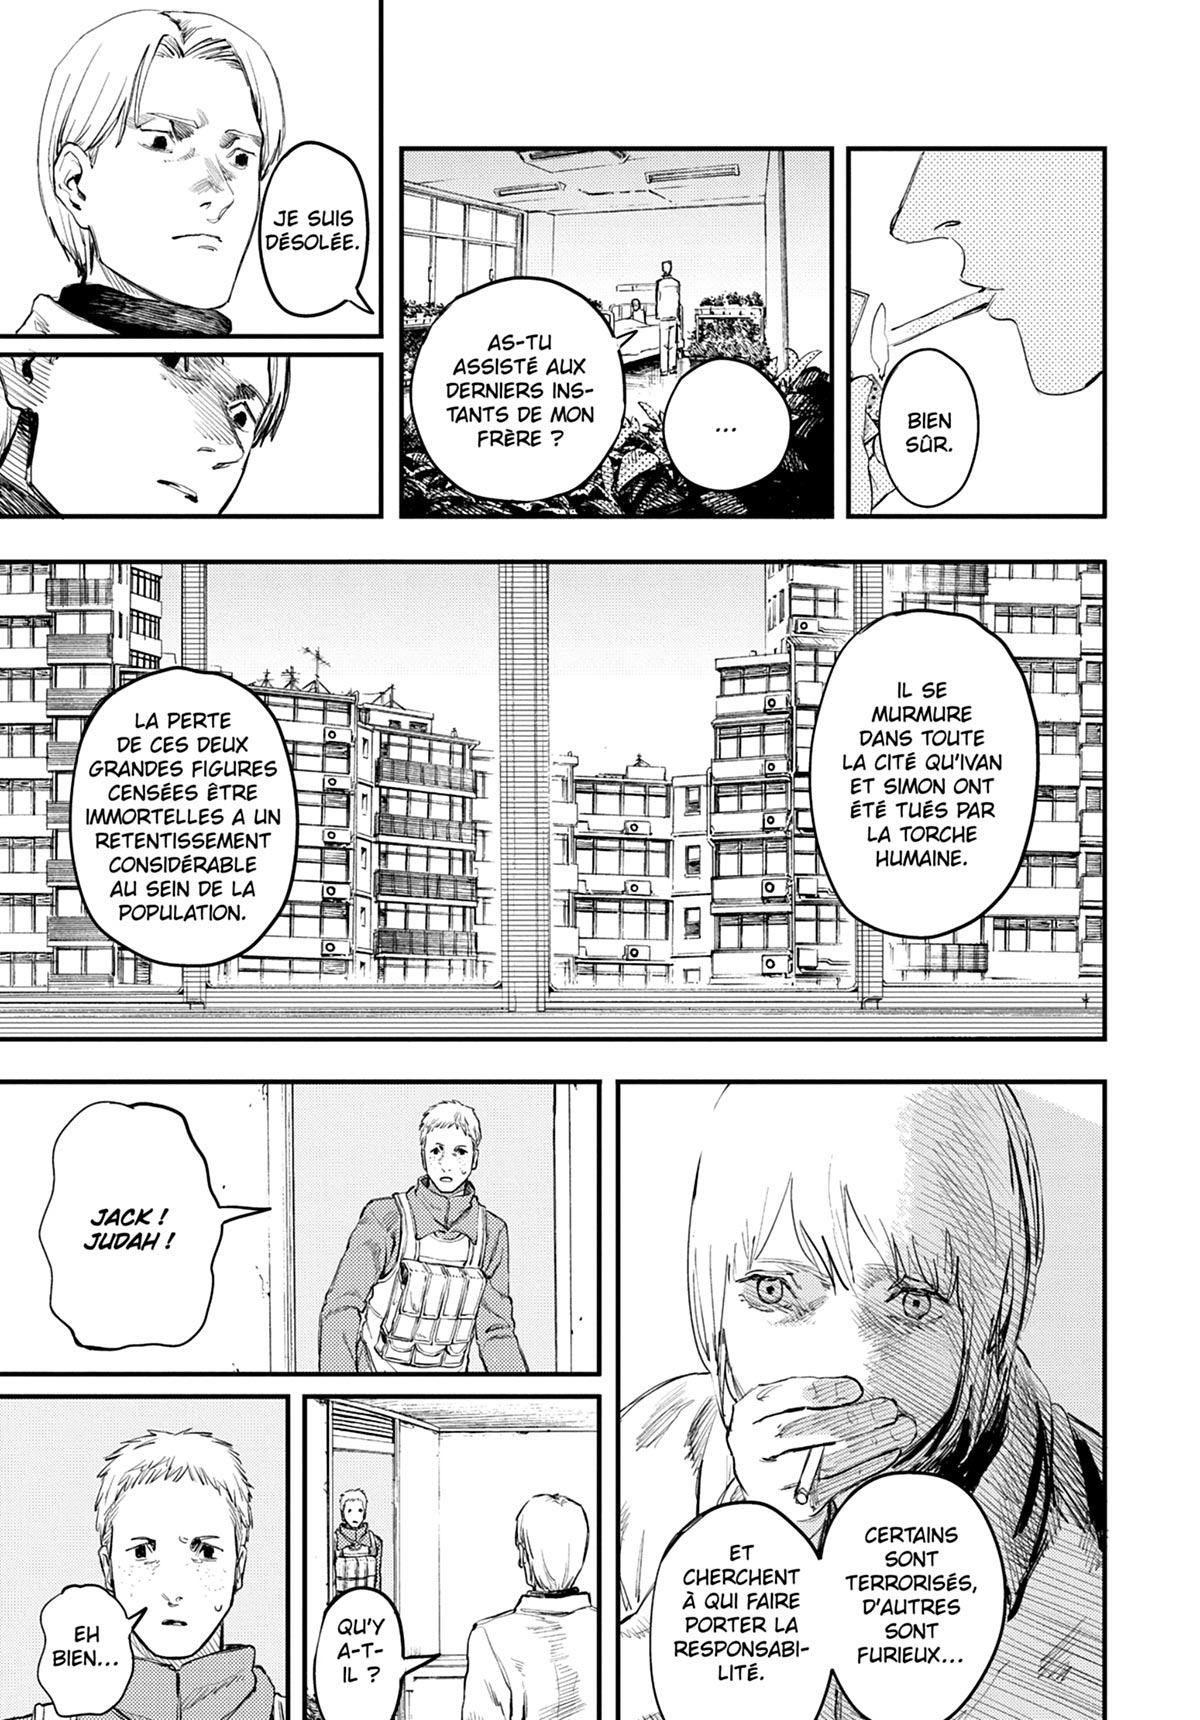 BIEN
SÛR.
...
AS-TU
ASSISTÉ AUX
DERNIERS INS-
TANTS DE MON
FRÈRE ?
JE SUIS
DÉSOLÉE.
IL SE
MURMURE
DANS TOUTE
LA CITÉ QU'IVAN
ET SIMON ONT
ÉTÉ TUÉS PAR
LA TORCHE
HUMAINE.
LA PERTE
DE CES DEUX
GRANDES FIGURES
CENSÉES ÊTRE
IMMORTELLES A UN
RETENTISSEMENT
CONSIDÉRABLE
AU SEIN DE LA
POPULATION.
CERTAINS
SONT
TERRORISÉS,
D'AUTRES
SONT
FURIEUX...
ET
CHERCHENT
À QUI FAIRE
PORTER LA
RESPONSABI-
LITÉ.
JACK !
JUDAH !
QU'Y
A-T-
IL ?
EH
BIEN...